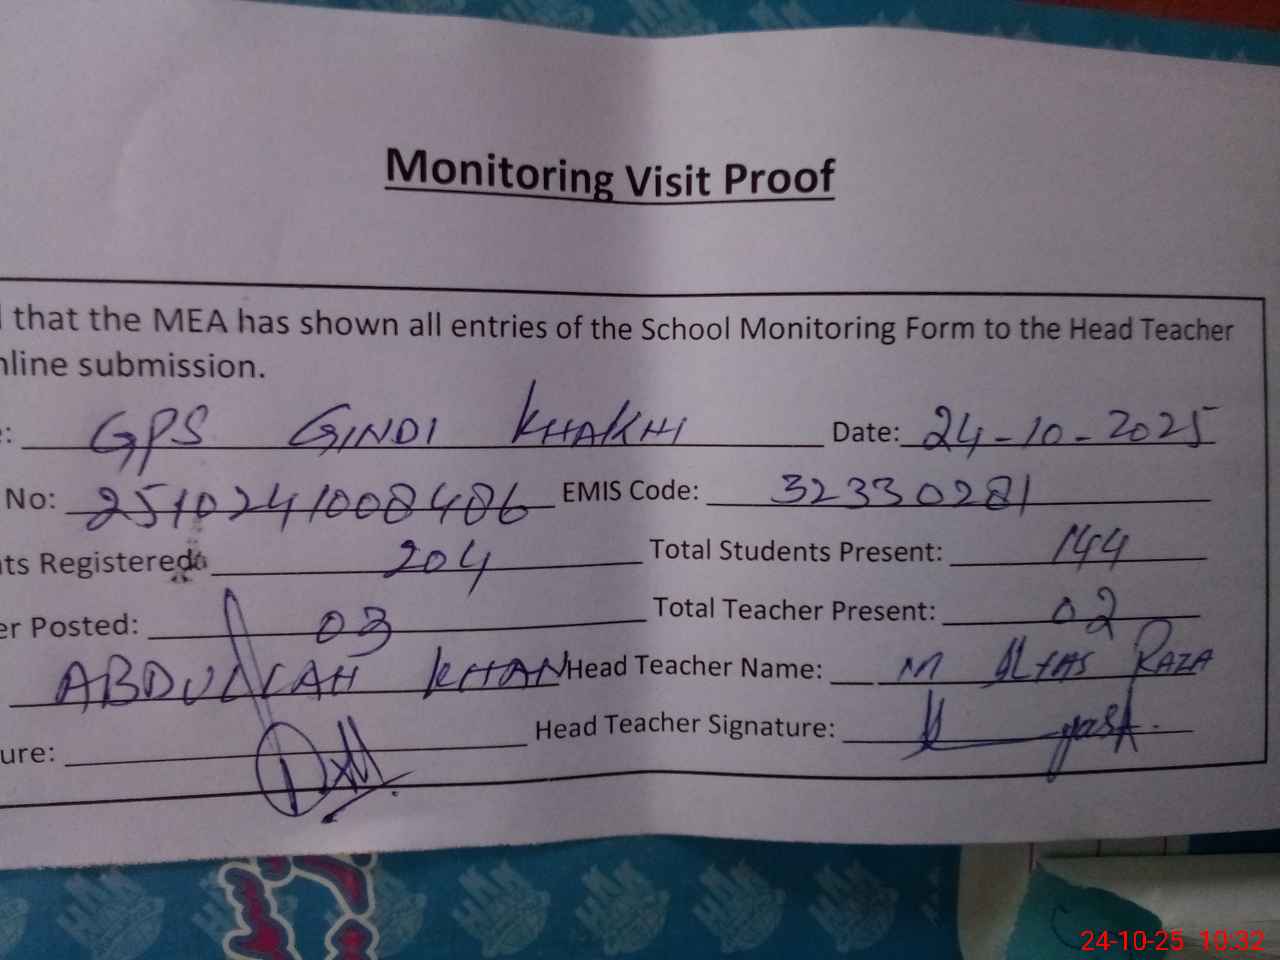 Monitoring Visit Proof
that the MEA has shown all entries of the School Monitoring Form to the Head Teacher
nline submission.
e: GPS GINDI KHAKHI Date: 24-10-2025
No: 2510241008486 EMIS Code: 32330281
nts Registered: 204 Total Students Present: 144
er Posted: 03 Total Teacher Present: 02
ABDULLAH KHAN Head Teacher Name: M ILYAS RAZA
ure: Head Teacher Signature:
24-10-25 10:32